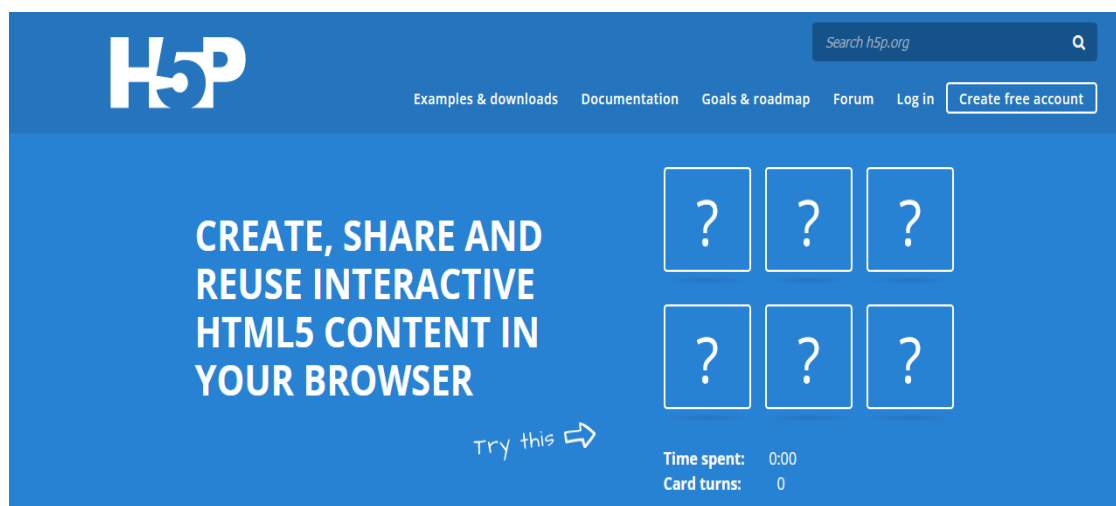 H5P
Search h5p.org
Examples & downloads Documentation Goals & roadmap Forum Log in Create free account
CREATE, SHARE AND
REUSE INTERACTIVE
HTML5 CONTENT IN
YOUR BROWSER
Try this
? ? ?
? ? ?
Time spent: 0:00
Card turns: 0